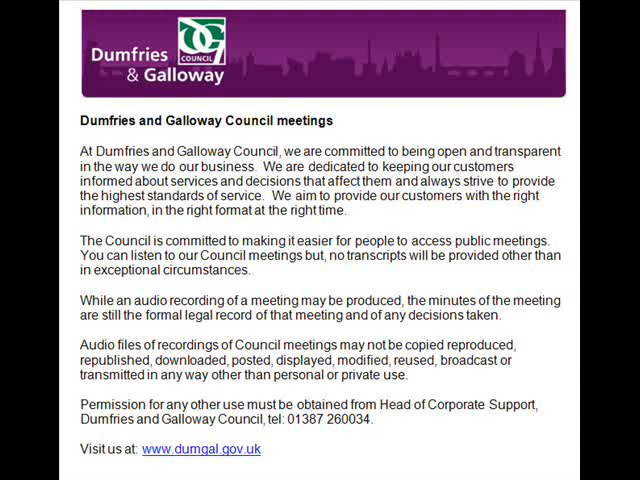 Dumfries
& Galloway
COUNCIL
Dumfries and Galloway Council meetings
At Dumfries and Galloway Council, we are committed to being open and transparent
in the way we do our business.  We are dedicated to keeping our customers
informed about services and decisions that affect them and always strive to provide
the highest standards of service.  We aim to provide our customers with the right
information, in the right format at the right time.
The Council is committed to making it easier for people to access public meetings.
You can listen to our Council meetings but, no transcripts will be provided other than
in exceptional circumstances.
While an audio recording of a meeting may be produced, the minutes of the meeting
are still the formal legal record of that meeting and of any decisions taken.
Audio files of recordings of Council meetings may not be copied reproduced,
republished, downloaded, posted, displayed, modified, reused, broadcast or
transmitted in any way other than personal or private use.
Permission for any other use must be obtained from Head of Corporate Support,
Dumfries and Galloway Council, tel: 01387 260034.
Visit us at: www.dumgal.gov.uk